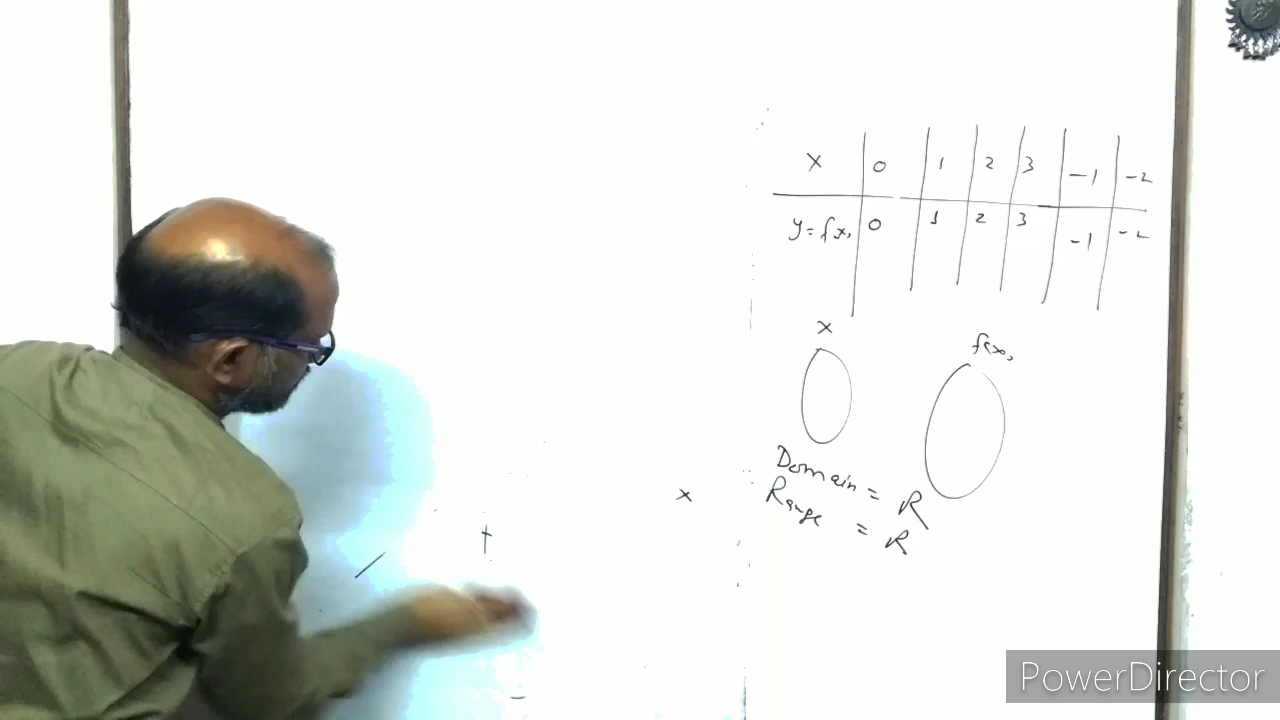 x 0 1 2 3 -1 -2
y = f(x) 0 1 2 3 -1 -2
x f(x)
Domain = R
Range = R
x
PowerDirector